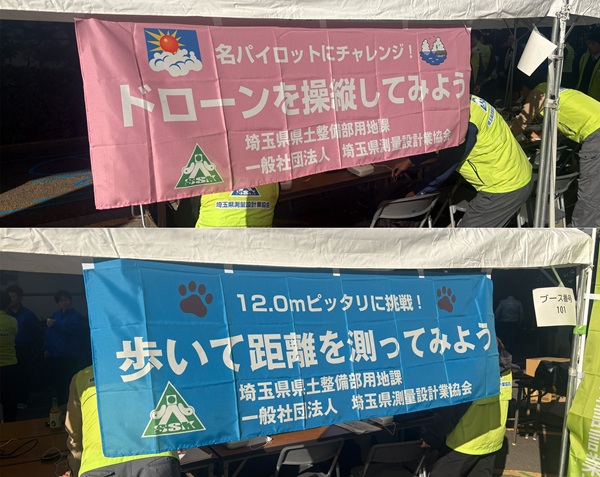 名パイロットにチャレンジ！
ドローンを操縦してみよう
埼玉県県土整備部用地課
一般社団法人 埼玉県測量設計業協会
SSK
埼玉県測量設計業協会
12.0mピッタリに挑戦！
歩いて距離を測ってみよう
埼玉県県土整備部用地課
一般社団法人 埼玉県測量設計業協会
SSK
ブース番号
101